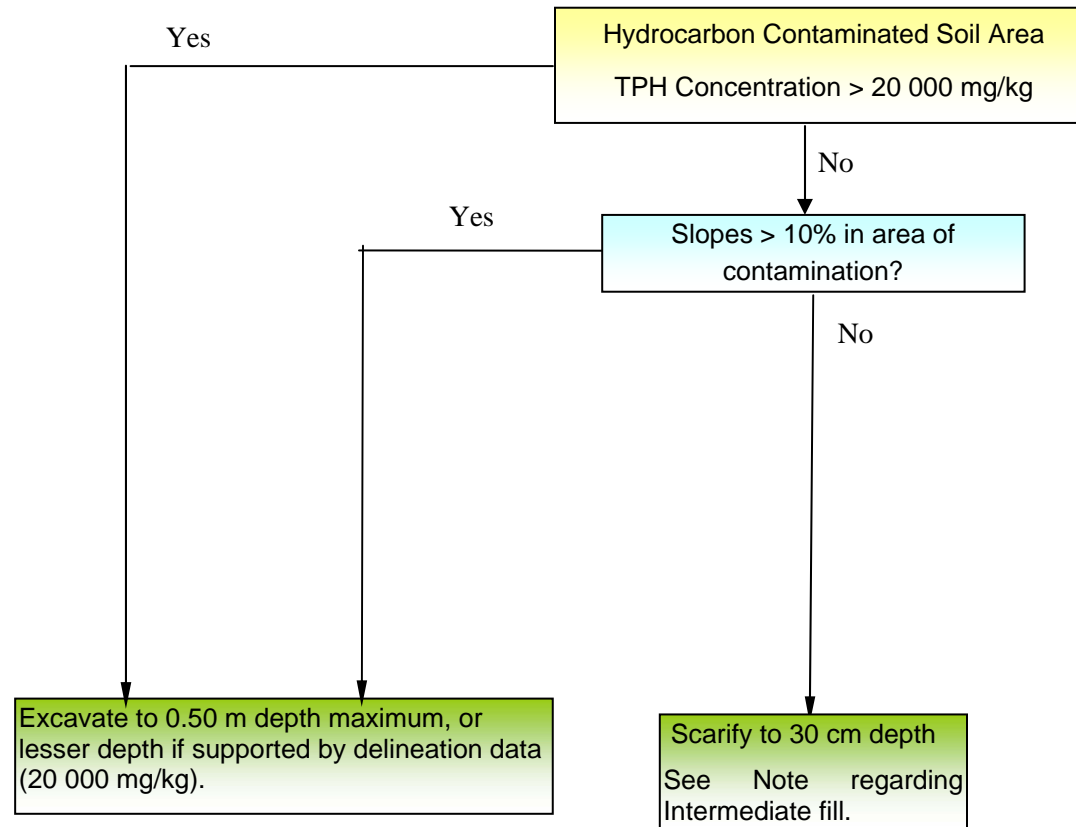 Yes
Hydrocarbon Contaminated Soil Area
TPH Concentration > 20 000 mg/kg
No
Yes
Slopes > 10% in area of
contamination?
No
Excavate to 0.50 m depth maximum, or
lesser depth if supported by delineation data
(20 000 mg/kg).
Scarify to 30 cm depth
See Note regarding
Intermediate fill.